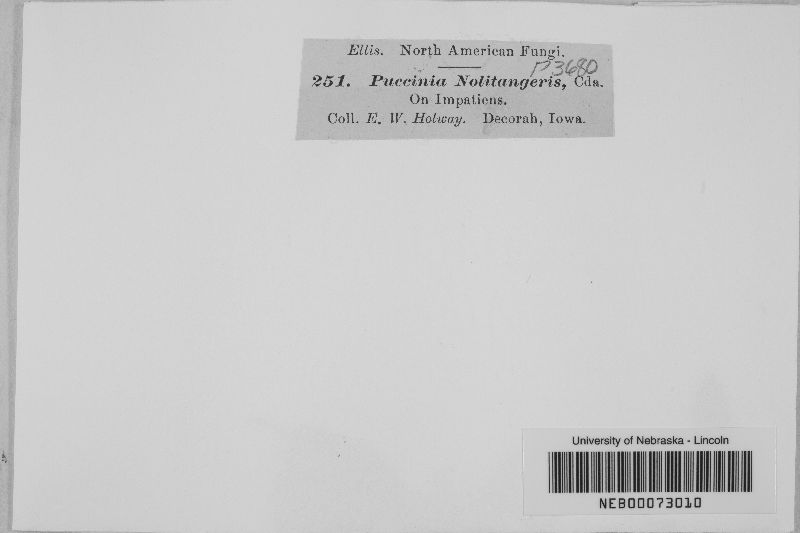 Ellis. North American Fungi.
P3680
251. Puccinia Nolitangeris, Cda.
On Impatiens.
Coll. E. W. Holway. Decorah, Iowa.
University of Nebraska - Lincoln
NEB00073010